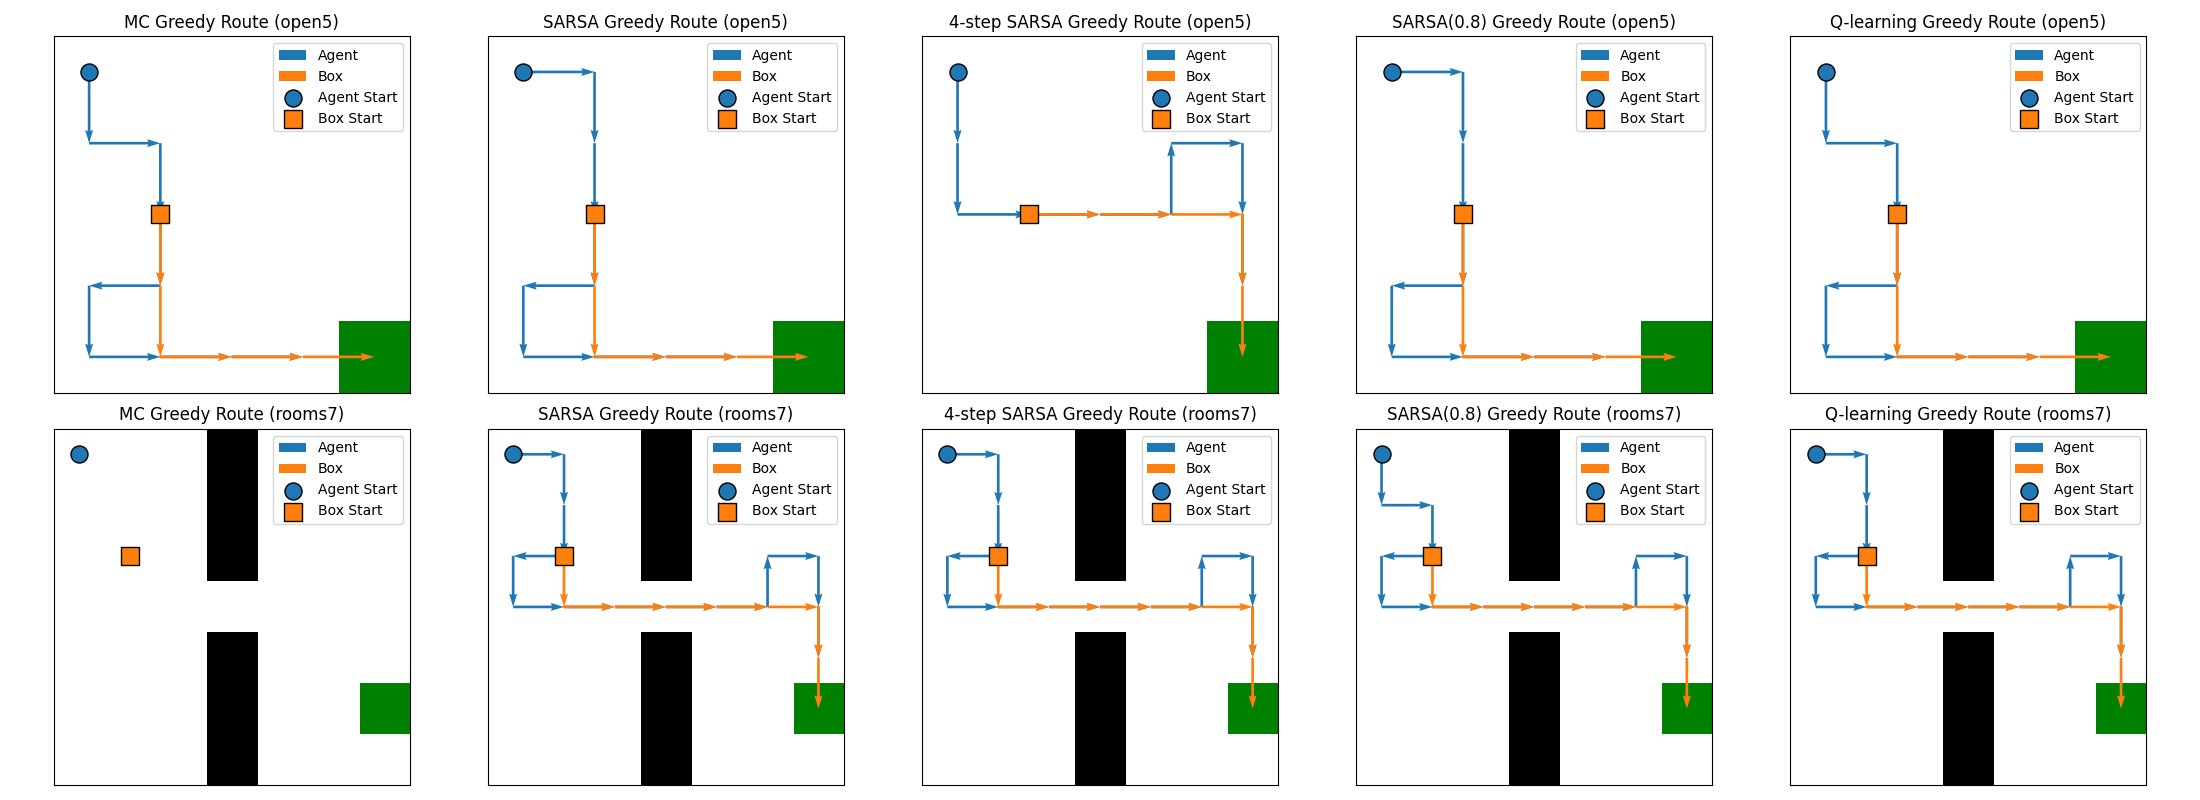 MC Greedy Route (open5)
Agent
Box
Agent Start
Box Start
SARSA Greedy Route (open5)
Agent
Box
Agent Start
Box Start
4-step SARSA Greedy Route (open5)
Agent
Box
Agent Start
Box Start
SARSA(0.8) Greedy Route (open5)
Agent
Box
Agent Start
Box Start
Q-learning Greedy Route (open5)
Agent
Box
Agent Start
Box Start
MC Greedy Route (rooms7)
Agent
Box
Agent Start
Box Start
SARSA Greedy Route (rooms7)
Agent
Box
Agent Start
Box Start
4-step SARSA Greedy Route (rooms7)
Agent
Box
Agent Start
Box Start
SARSA(0.8) Greedy Route (rooms7)
Agent
Box
Agent Start
Box Start
Q-learning Greedy Route (rooms7)
Agent
Box
Agent Start
Box Start